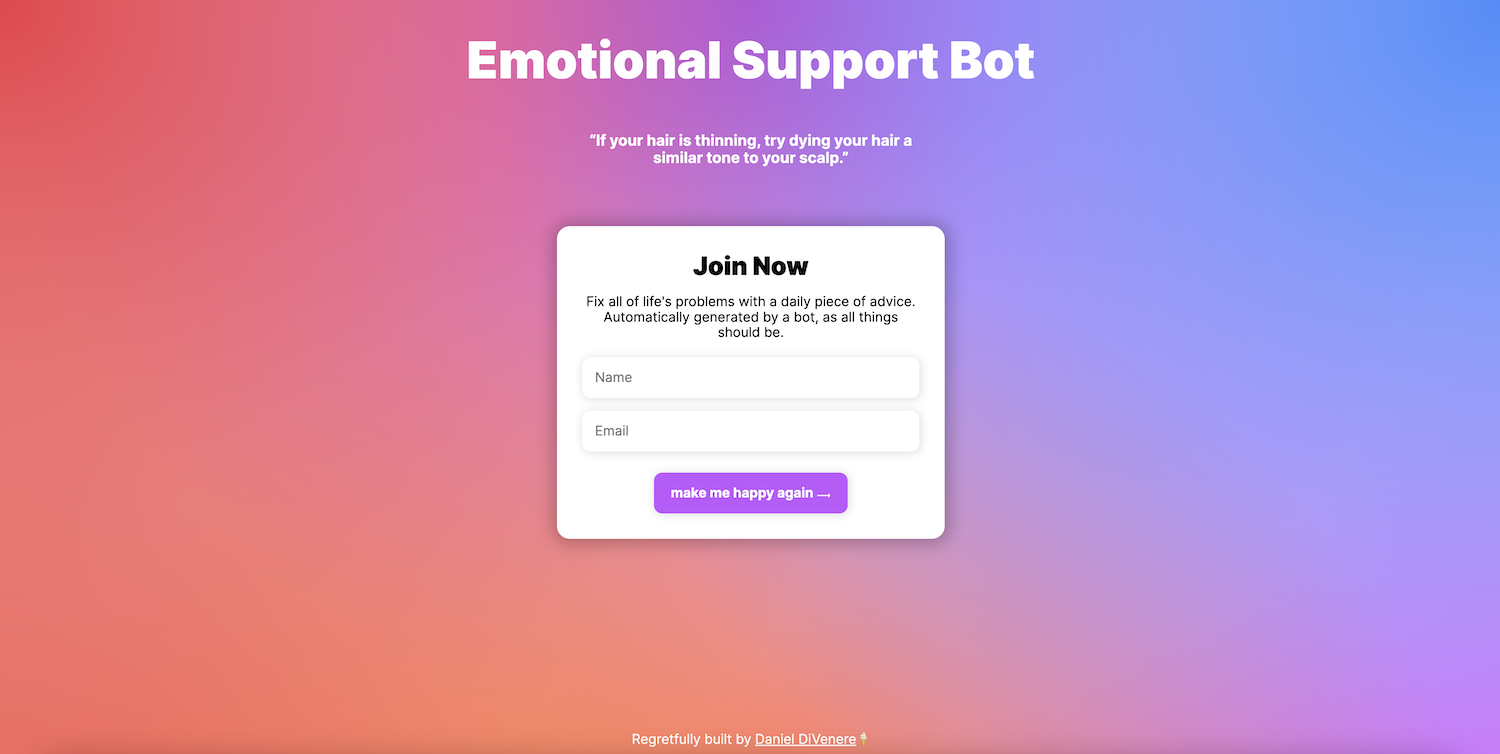 Emotional Support Bot
“If your hair is thinning, try dying your hair a
similar tone to your scalp.”
Join Now
Fix all of life's problems with a daily piece of advice.
Automatically generated by a bot, as all things
should be.
Name
Email
make me happy again →
Regretfully built by Daniel DiVenere🍦